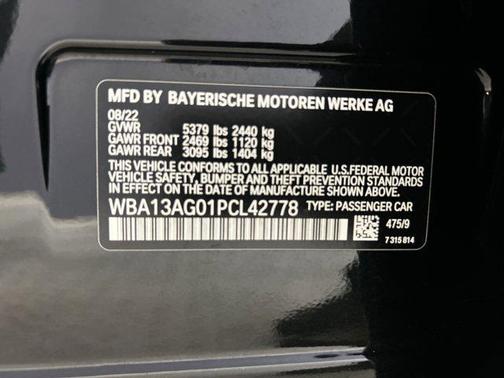 MFD BY BAYERISCHE MOTOREN WERKE AG
08/22
GVWR 5379 lbs 2440 kg
GAWR FRONT 2469 lbs 1120 kg
GAWR REAR 3095 lbs 1404 kg
THIS VEHICLE CONFORMS TO ALL APPLICABLE U.S.FEDERAL MOTOR
VEHICLE SAFETY, BUMPER, AND THEFT PREVENTION STANDARDS IN
EFFECT ON THE DATE OF MANUFACTURE SHOWN ABOVE.
WBA13AG01PCL42778 TYPE: PASSENGER CAR
475/9
7 315 814